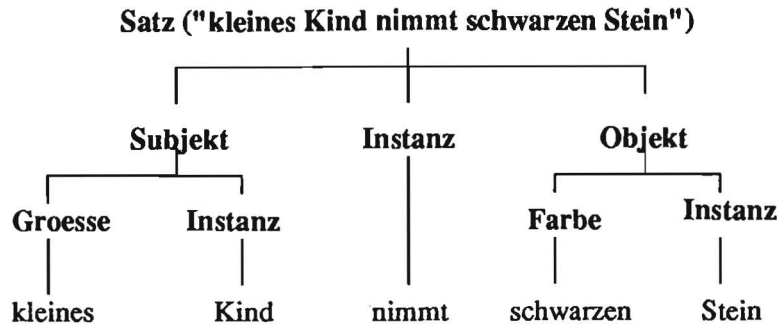 Satz ("kleines Kind nimmt schwarzen Stein")
Subjekt Instanz Objekt
Groesse Instanz Farbe Instanz
kleines Kind nimmt schwarzen Stein